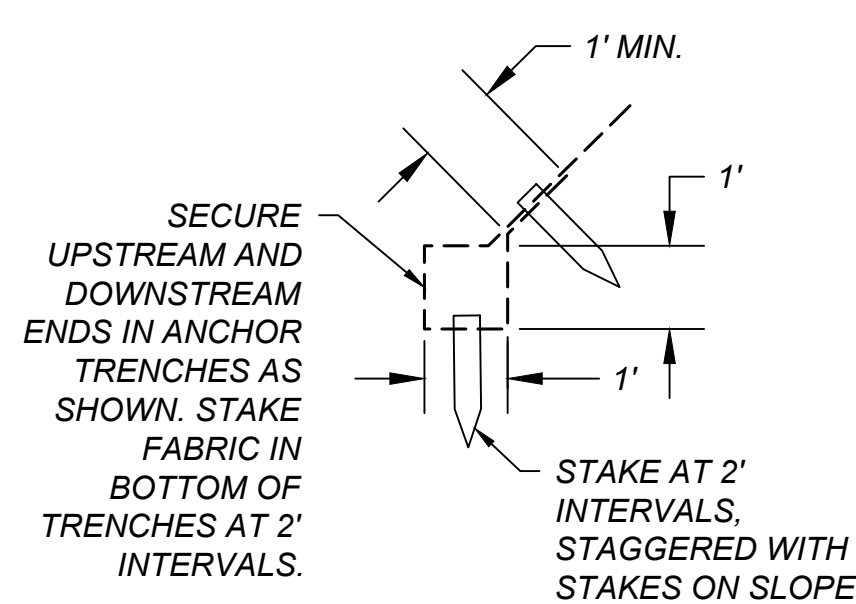 1' MIN.
1'
SECURE
UPSTREAM AND
DOWNSTREAM
ENDS IN ANCHOR
TRENCHES AS
SHOWN. STAKE
FABRIC IN
BOTTOM OF
TRENCHES AT 2'
INTERVALS.
1'
STAKE AT 2'
INTERVALS,
STAGGERED WITH
STAKES ON SLOPE